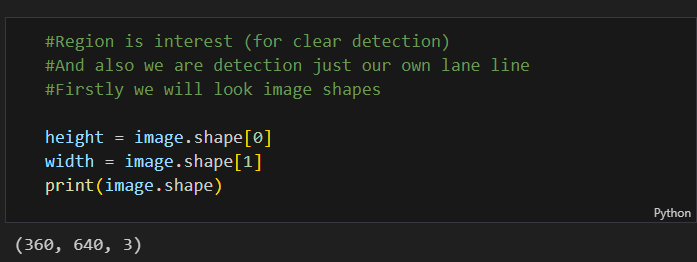 #Region is interest (for clear detection)
#And also we are detection just our own lane line
#Firstly we will look image shapes
height = image.shape[0]
width = image.shape[1]
print(image.shape)
Python
(360, 640, 3)